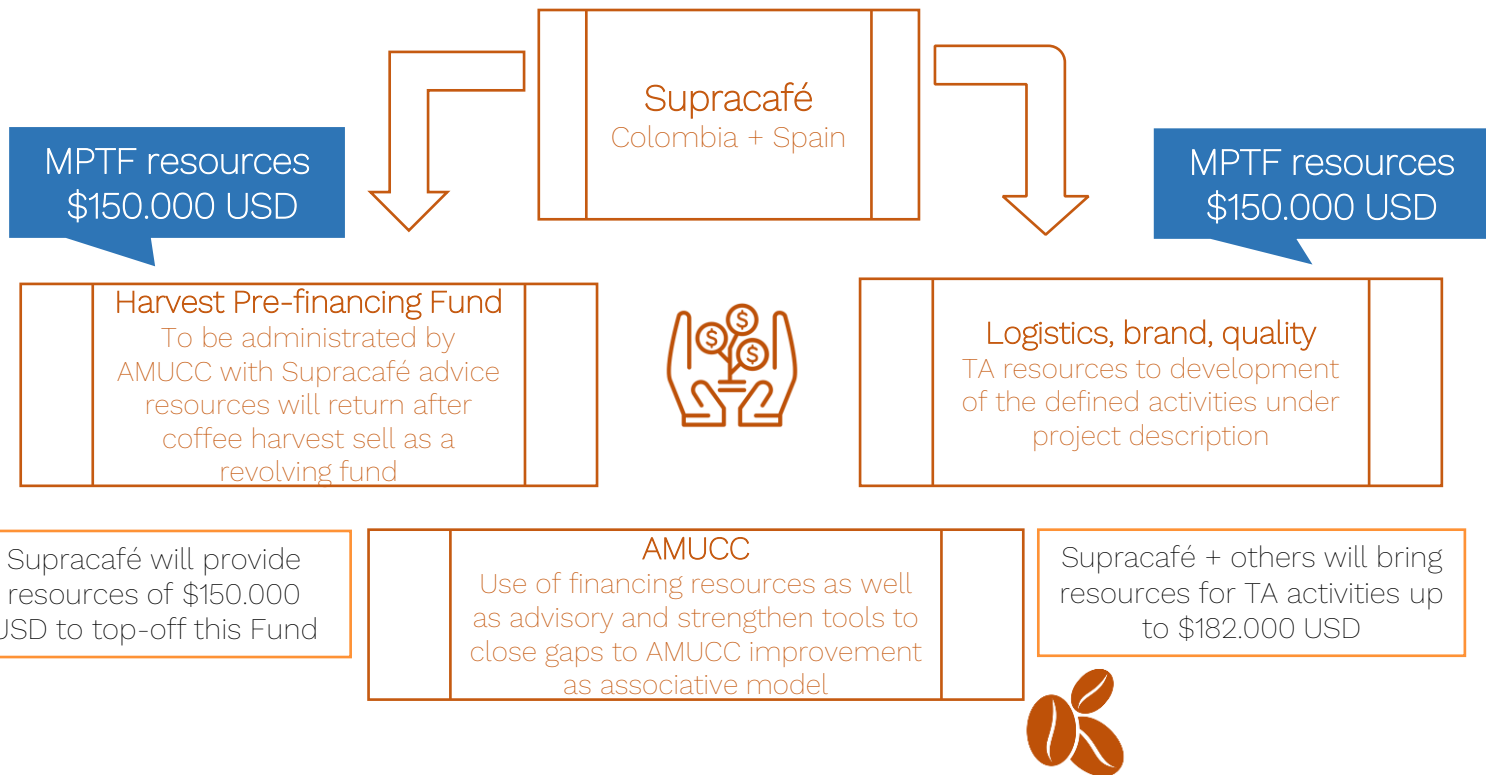 Supracafé
Colombia + Spain
MPTF resources
$150.000 USD
MPTF resources
$150.000 USD
Harvest Pre-financing Fund
To be administrated by
AMUCC with Supracafé advice
resources will return after
coffee harvest sell as a
revolving fund
$
$
$
Logistics, brand, quality
TA resources to development
of the defined activities under
project description
Supracafé will provide
resources of $150.000
USD to top-off this Fund
AMUCC
Use of financing resources as well
as advisory and strengthen tools to
close gaps to AMUCC improvement
as associative model
Supracafé + others will bring
resources for TA activities up
to $182.000 USD